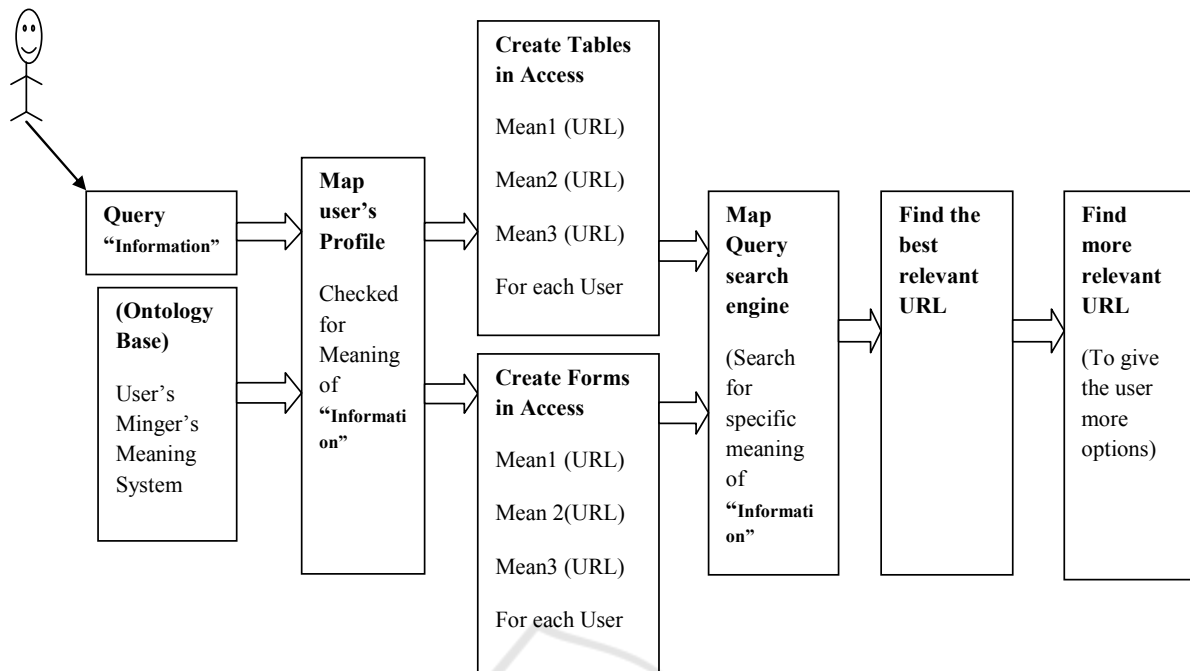 Query
“Information”
(Ontology
Base)
User’s
Minger’s
Meaning
System
Map
user’s
Profile
Checked
for
Meaning
of
“Informati
on”
Create Tables
in Access
Mean1 (URL)
Mean2 (URL)
Mean3 (URL)
For each User
Create Forms
in Access
Mean1 (URL)
Mean 2(URL)
Mean3 (URL)
For each User
Map
Query
search
engine
(Search
for
specific
meaning
of
“Informati
on”
Find the
best
relevant
URL
Find
more
relevant
URL
(To give
the user
more
options)